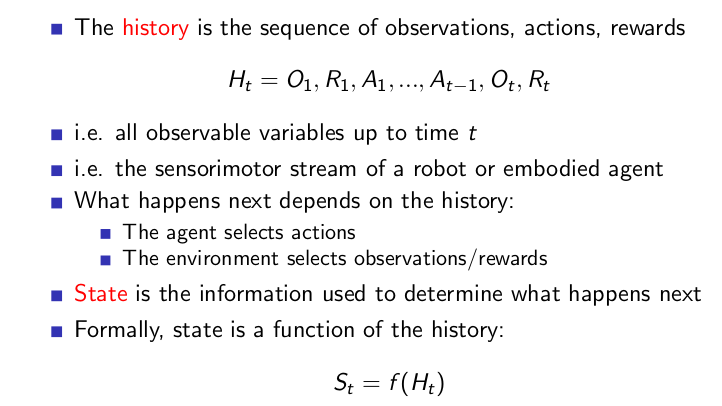 The history is the sequence of observations, actions, rewards
H_t = O_1, R_1, A_1, ..., A_{t−1}, O_t, R_t
i.e. all observable variables up to time t
i.e. the sensorimotor stream of a robot or embodied agent
What happens next depends on the history:
The agent selects actions
The environment selects observations/rewards
State is the information used to determine what happens next
Formally, state is a function of the history:
S_t = f(H_t)